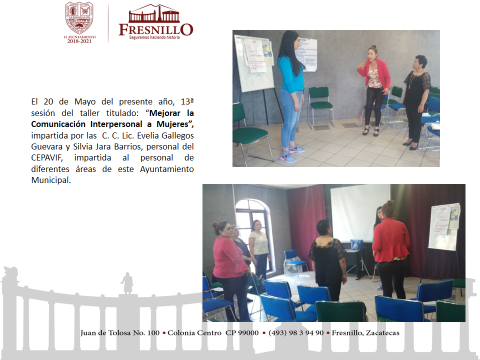 H. AYUNTAMIENTO
2018-2021
FRESNILLO
Seguiremos haciendo historia
El 20 de Mayo del presente año, 13ª
sesión del taller titulado: "Mejorar la
Comunicación Interpersonal a Mujeres",
impartida por las C. C. Lic. Evelia Gallegos
Guevara y Silvia Jara Barrios, personal del
CEPAVIF, impartida al personal de
diferentes áreas de este Ayuntamiento
Municipal.
Juan de Tolosa No. 100 • Colonia Centro CP 99000 • (493) 98 3 94 90 • Fresnillo, Zacatecas